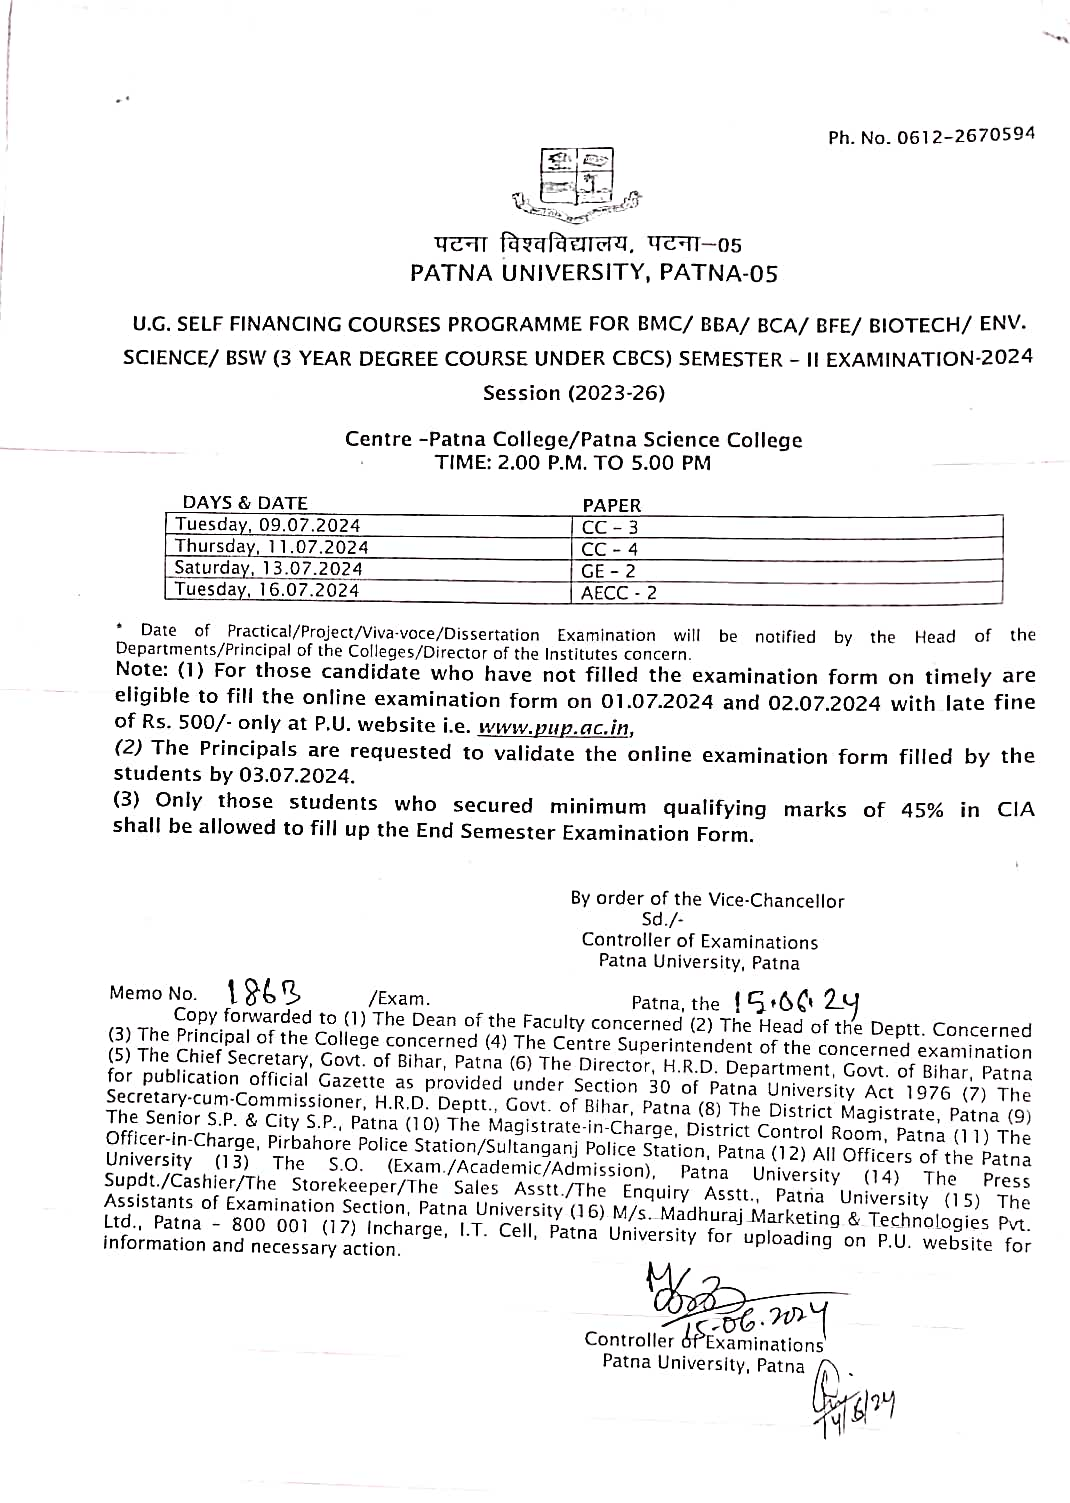 Ph. No. 0612-2670594
पटना विश्वविद्यालय, पटना-05
PATNA UNIVERSITY, PATNA-05
U.G. SELF FINANCING COURSES PROGRAMME FOR BMC/ BBA/ BCA/ BFE/ BIOTECH/ ENV.
SCIENCE/ BSW (3 YEAR DEGREE COURSE UNDER CBCS) SEMESTER – II EXAMINATION-2024
Session (2023-26)
Centre –Patna College/Patna Science College
TIME: 2.00 P.M. TO 5.00 PM
DAYS & DATE PAPER
Tuesday, 09.07.2024 CC – 3
Thursday, 11.07.2024 CC – 4
Saturday, 13.07.2024 GE – 2
Tuesday, 16.07.2024 AECC - 2
* Date of Practical/Project/Viva-voce/Dissertation Examination will be notified by the Head of the
Departments/Principal of the Colleges/Director of the Institutes concern.
Note: (1) For those candidate who have not filled the examination form on timely are
eligible to fill the online examination form on 01.07.2024 and 02.07.2024 with late fine
of Rs. 500/- only at P.U. website i.e. www.pup.ac.in,
(2) The Principals are requested to validate the online examination form filled by the
students by 03.07.2024.
(3) Only those students who secured minimum qualifying marks of 45% in CIA
shall be allowed to fill up the End Semester Examination Form.
By order of the Vice-Chancellor
Sd./-
Controller of Examinations
Patna University, Patna
Memo No. /Exam. Patna, the 15.06.24
Copy forwarded to (1) The Dean of the Faculty concerned (2) The Head of the Deptt. Concerned
(3) The Principal of the College concerned (4) The Centre Superintendent of the concerned examination
(5) The Chief Secretary, Govt. of Bihar, Patna (6) The Director, H.R.D. Department, Govt. of Bihar, Patna
for publication official Gazette as provided under Section 30 of Patna University Act 1976 (7) The
Secretary-cum-Commissioner, H.R.D. Deptt., Govt. of Bihar, Patna (8) The District Magistrate, Patna (9)
The Senior S.P. & City S.P., Patna (10) The Magistrate-in-Charge, District Control Room, Patna (11) The
Officer-in-Charge, Pirbahore Police Station/Sultanganj Police Station, Patna (12) All Officers of the Patna
University (13) The S.O. (Exam./Academic/Admission), Patna University (14) The Press
Supdt./Cashier/The Storekeeper/The Sales Asstt./The Enquiry Asstt., Patna University (15) The
Assistants of Examination Section, Patna University (16) M/s. Madhuraj Marketing & Technologies Pvt.
Ltd., Patna – 800 001 (17) Incharge, I.T. Cell, Patna University for uploading on P.U. website for
information and necessary action.
15-06.2024
Controller of Examinations
Patna University, Patna
14/6/24